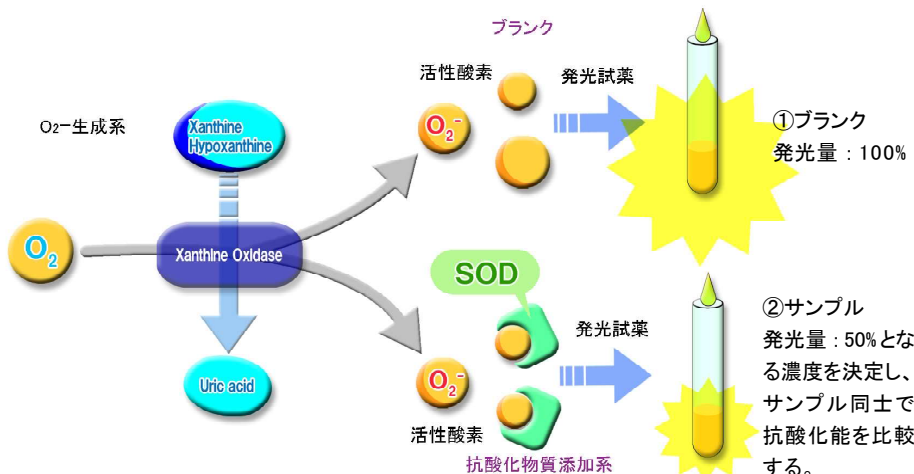 ブランク
活性酸素
発光試薬
O₂ー生成系
Xanthine
Hypoxanthine
O₂⁻
①ブランク
発光量：100%
O₂
Xanthine Oxidase
SOD
②サンプル
発光量：50%とな
る濃度を決定し、
サンプル同士で
抗酸化能を比較
する。
発光試薬
Uric acid
O₂⁻
活性酸素
抗酸化物質添加系